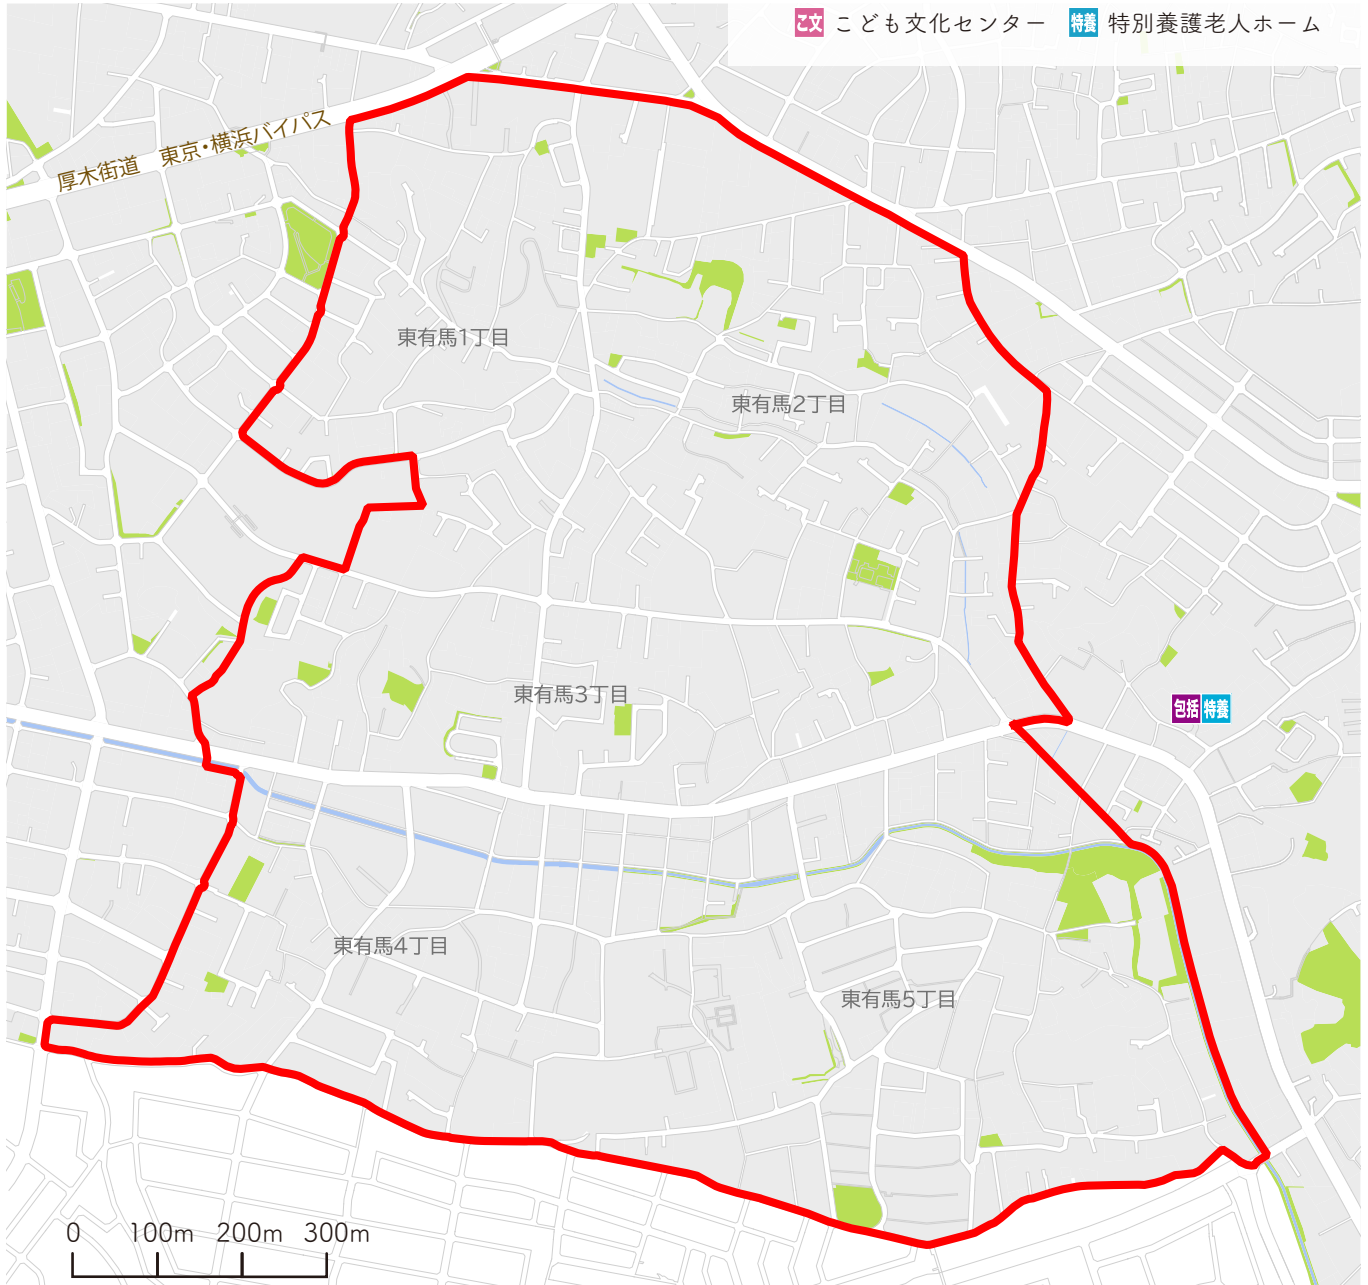 こ文 こども文化センター 特養 特別養護老人ホーム
厚木街道 東京・横浜バイパス
東有馬1丁目
東有馬2丁目
東有馬3丁目
包括 特養
東有馬4丁目
東有馬5丁目
0 100m 200m 300m